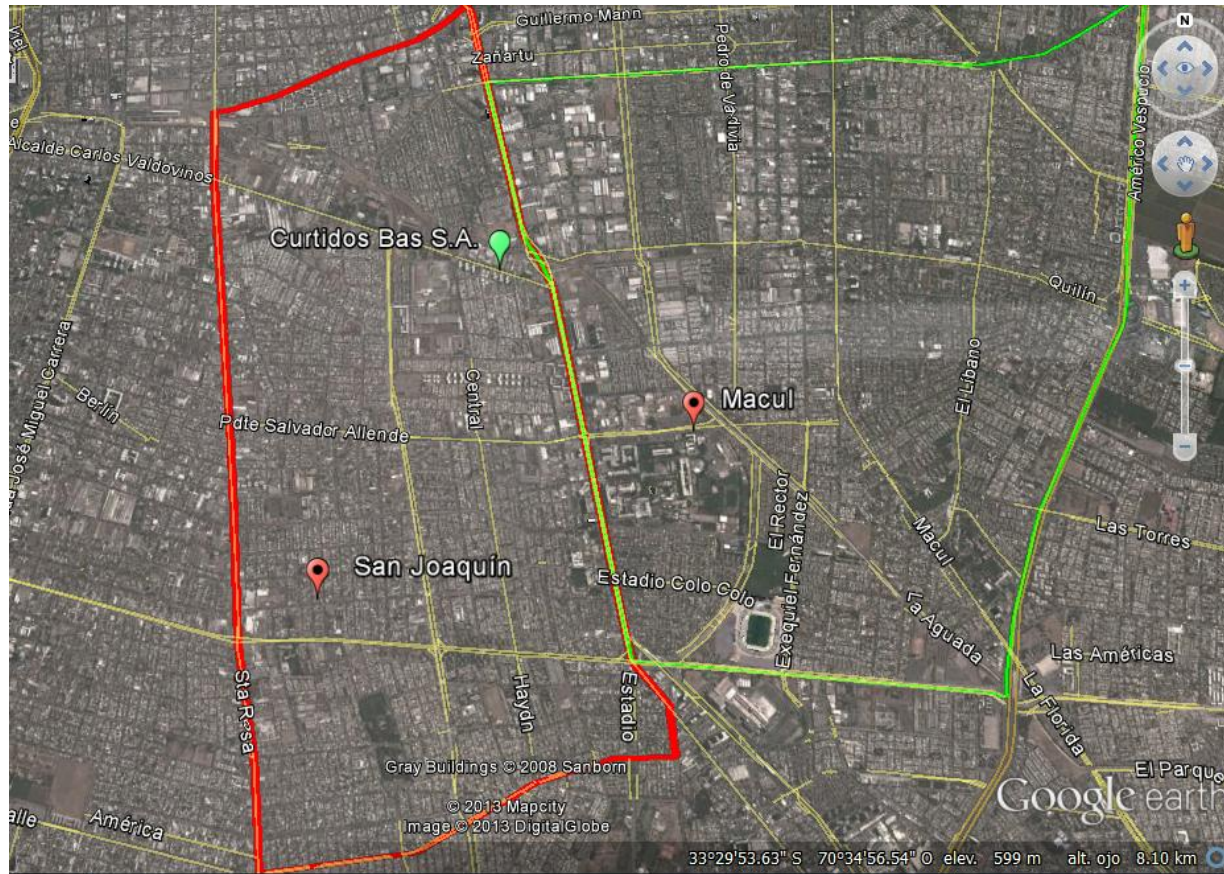 Guillermo Mann
Zañartu
Pedro de Valdivia
N
Américo Vespucio
Alcalde Carlos Valdovinos
Curtidos Bas S.A.
Quilín
José Miguel Carrera
Berlín
Central
El Líbano
Macul
Pdte Salvador Allende
El Rector
Exequiel Fernández
Macul
Las Torres
San Joaquín
Estadio Colo Colo
La Aguada
Las Américas
Sta Rosa
Haydn
Estadio
La Florida
Gray Buildings © 2008 Sanborn
El Parque
© 2013 Mapcity
Image © 2013 DigitalGlobe
Google earth
América
33°29'53.63" S 70°34'56.54" O elev. 599 m alt. ojo 8.10 km